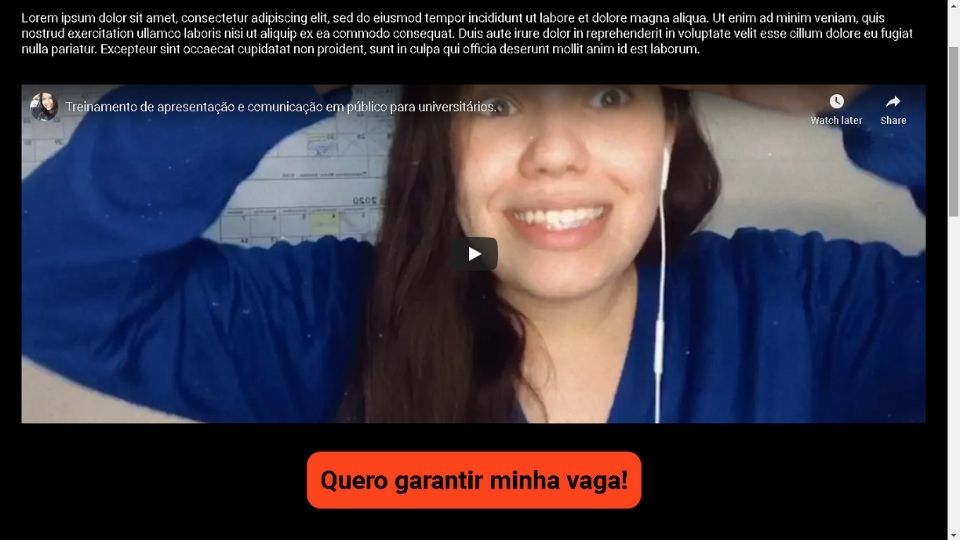 Lorem ipsum dolor sit amet, consectetur adipiscing elit, sed do eiusmod tempor incididunt ut labore et dolore magna aliqua. Ut enim ad minim veniam, quis
nostrud exercitation ullamco laboris nisi ut aliquip ex ea commodo consequat. Duis aute irure dolor in reprehenderit in voluptate velit esse cillum dolore eu fugiat
nulla pariatur. Excepteur sint occaecat cupidatat non proident, sunt in culpa qui officia deserunt mollit anim id est laborum.
Treinamento de apresentação e comunicação em público para universitários.
Watch later
Share
Quero garantir minha vaga!